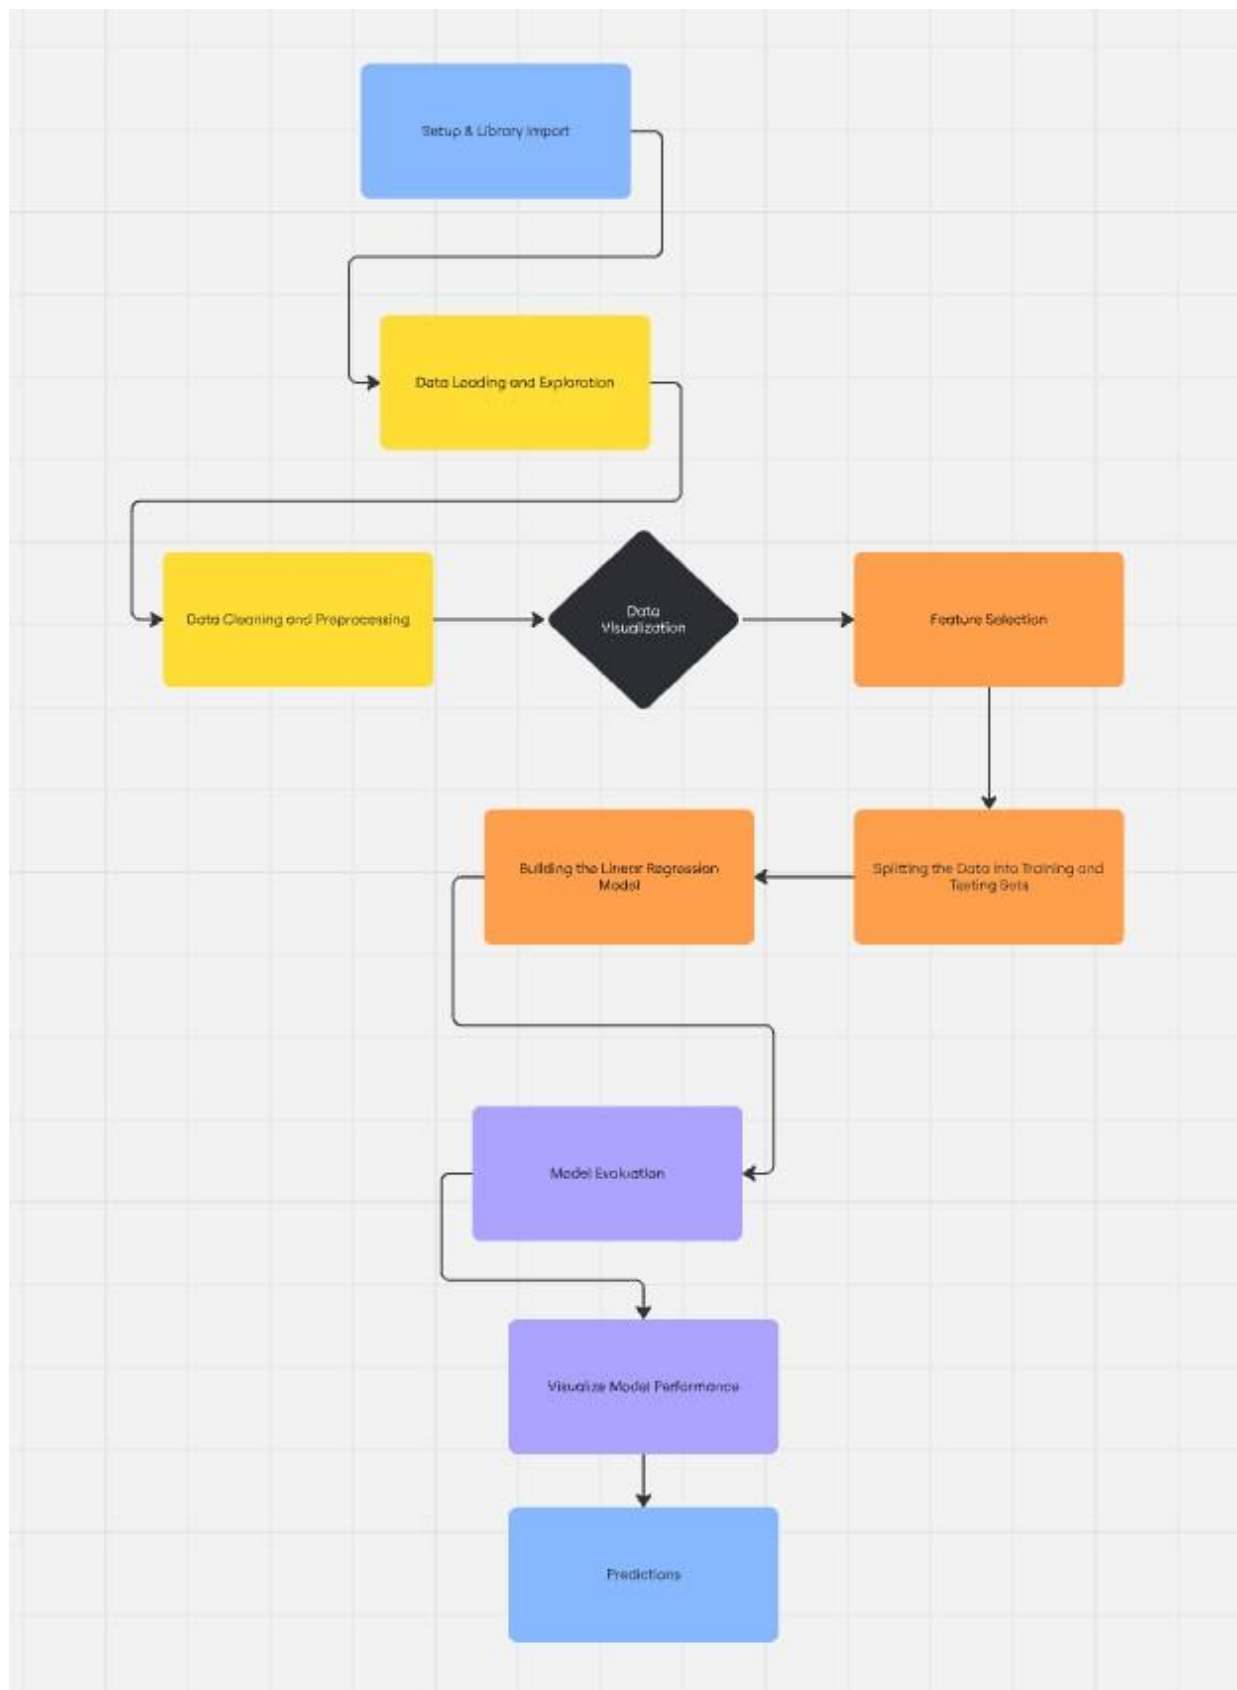 Setup & Library Import
Data Loading and Exploration
Data Cleaning and Preprocessing
Data
Visualization
Feature Selection
Building the Linear Regression
Model
Splitting the Data into Training and
Testing Sets
Model Evaluation
Visualize Model Performance
Predictions